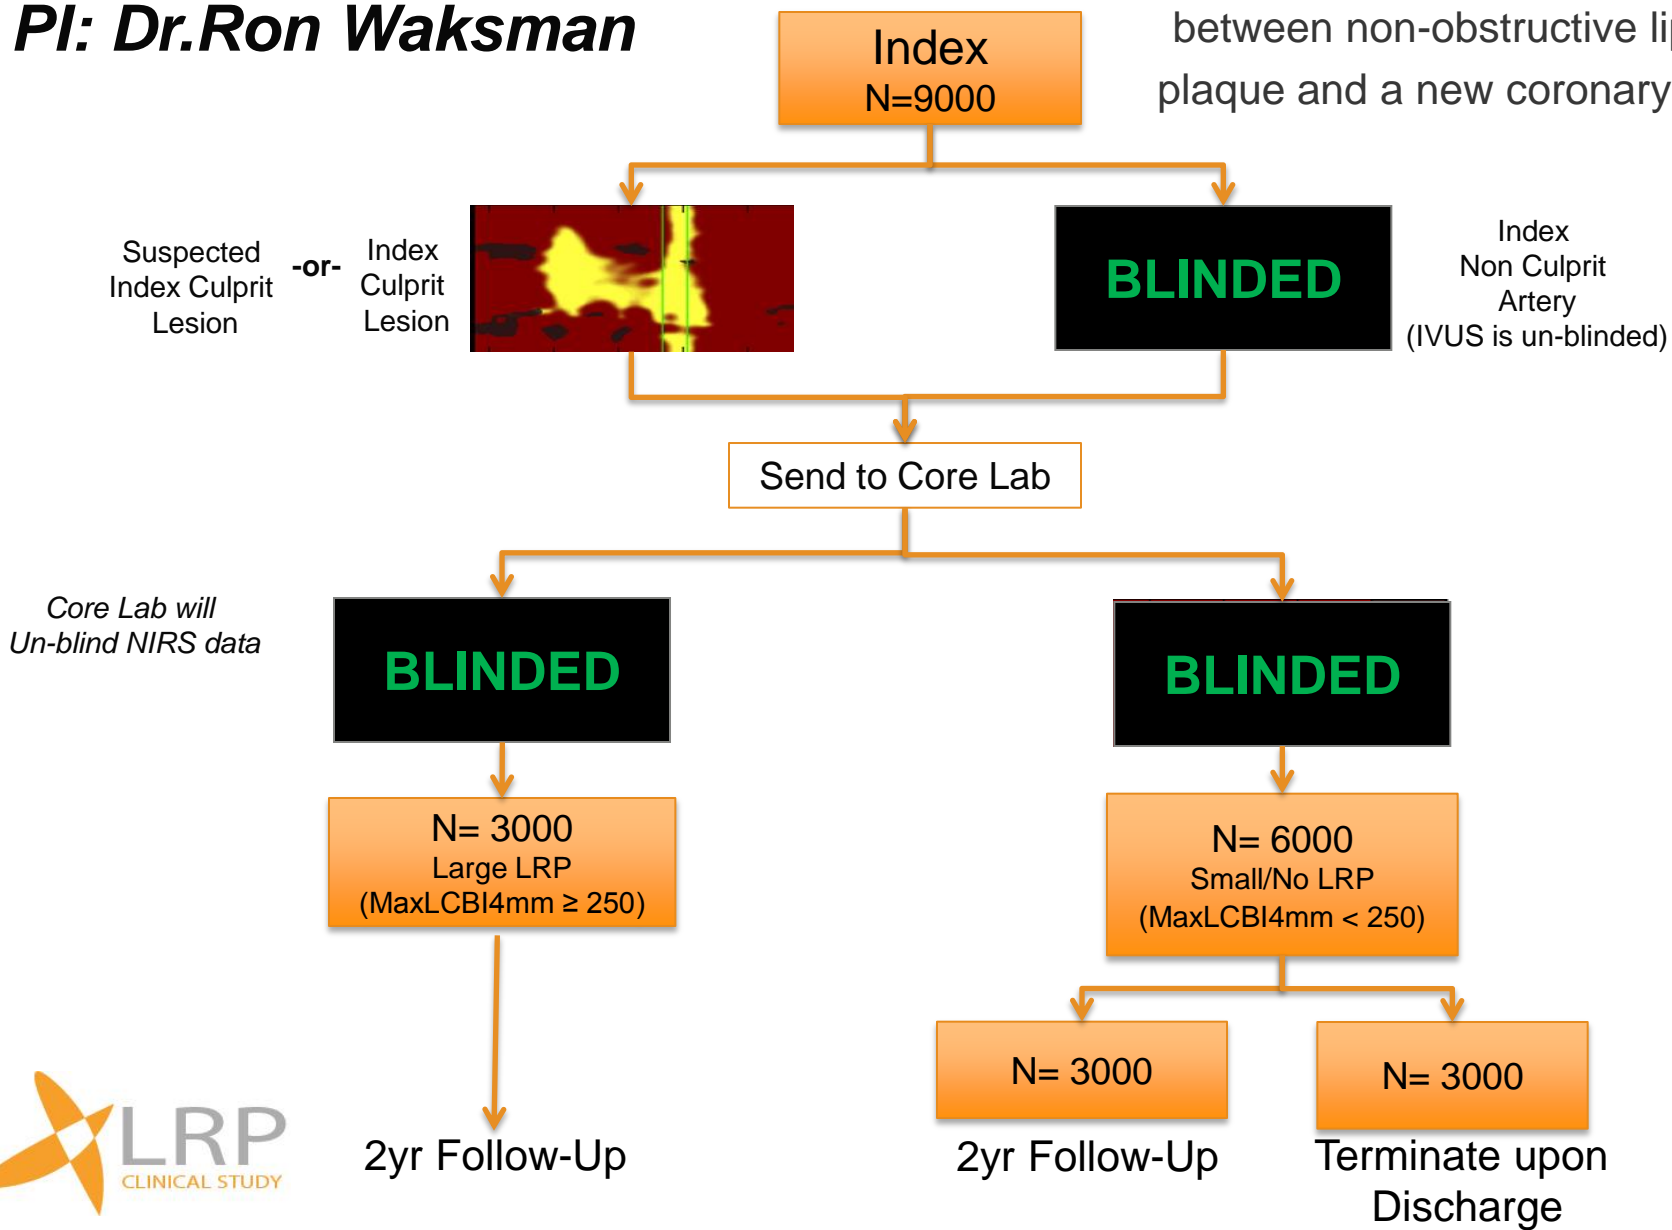 PI: Dr.Ron Waksman
between non-obstructive
plaque and a new coronary
Index
N=9000
Suspected
Index Culprit
Lesion
-or-
Index
Culprit
Lesion
BLINDED
Index
Non Culprit
Artery
(IVUS is un-blinded)
Send to Core Lab
Core Lab will
Un-blind NIRS data
BLINDED
BLINDED
N= 3000
Large LRP
(MaxLCBI4mm ≥ 250)
N= 6000
Small/No LRP
(MaxLCBI4mm < 250)
N= 3000
N= 3000
2yr Follow-Up
2yr Follow-Up
Terminate upon
Discharge
LRP
CLINICAL STUDY